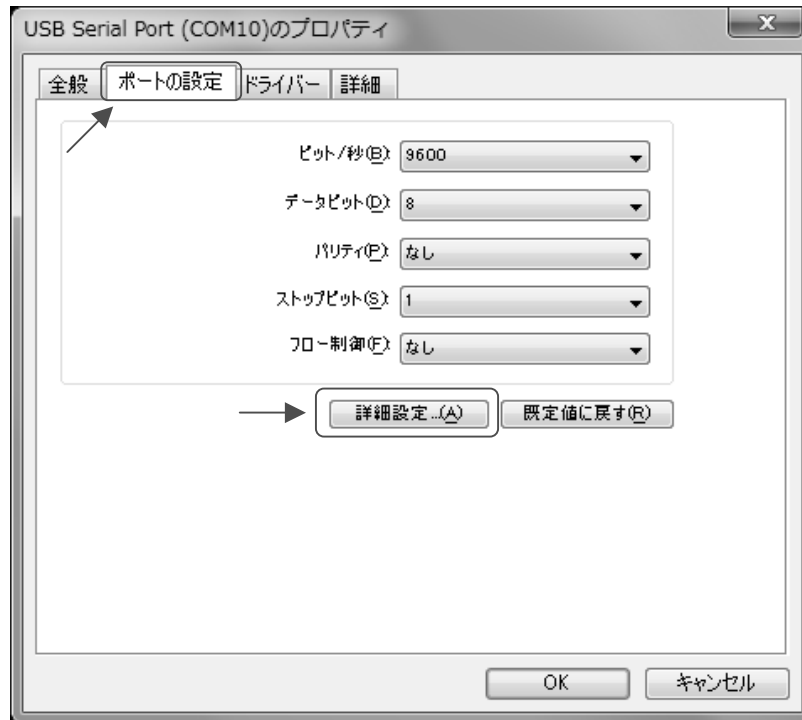 USB Serial Port (COM10)のプロパティ
x
全般 ポートの設定 ドライバー 詳細
ビット/秒(B): 9600
データ ビット(D): 8
パリティ(P): なし
ストップ ビット(S): 1
フロー制御(F): なし
詳細設定...(A) 既定値に戻す(R)
OK キャンセル